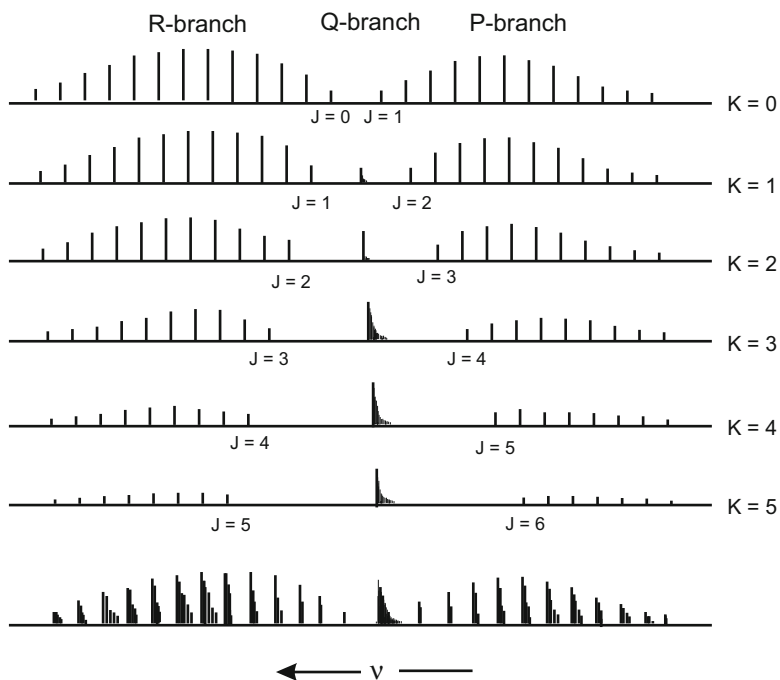 R-branch Q-branch P-branch
K = 0
J = 0 J = 1
K = 1
J = 1 J = 2
K = 2
J = 2 J = 3
K = 3
J = 3 J = 4
K = 4
J = 4 J = 5
K = 5
J = 5 J = 6
ν